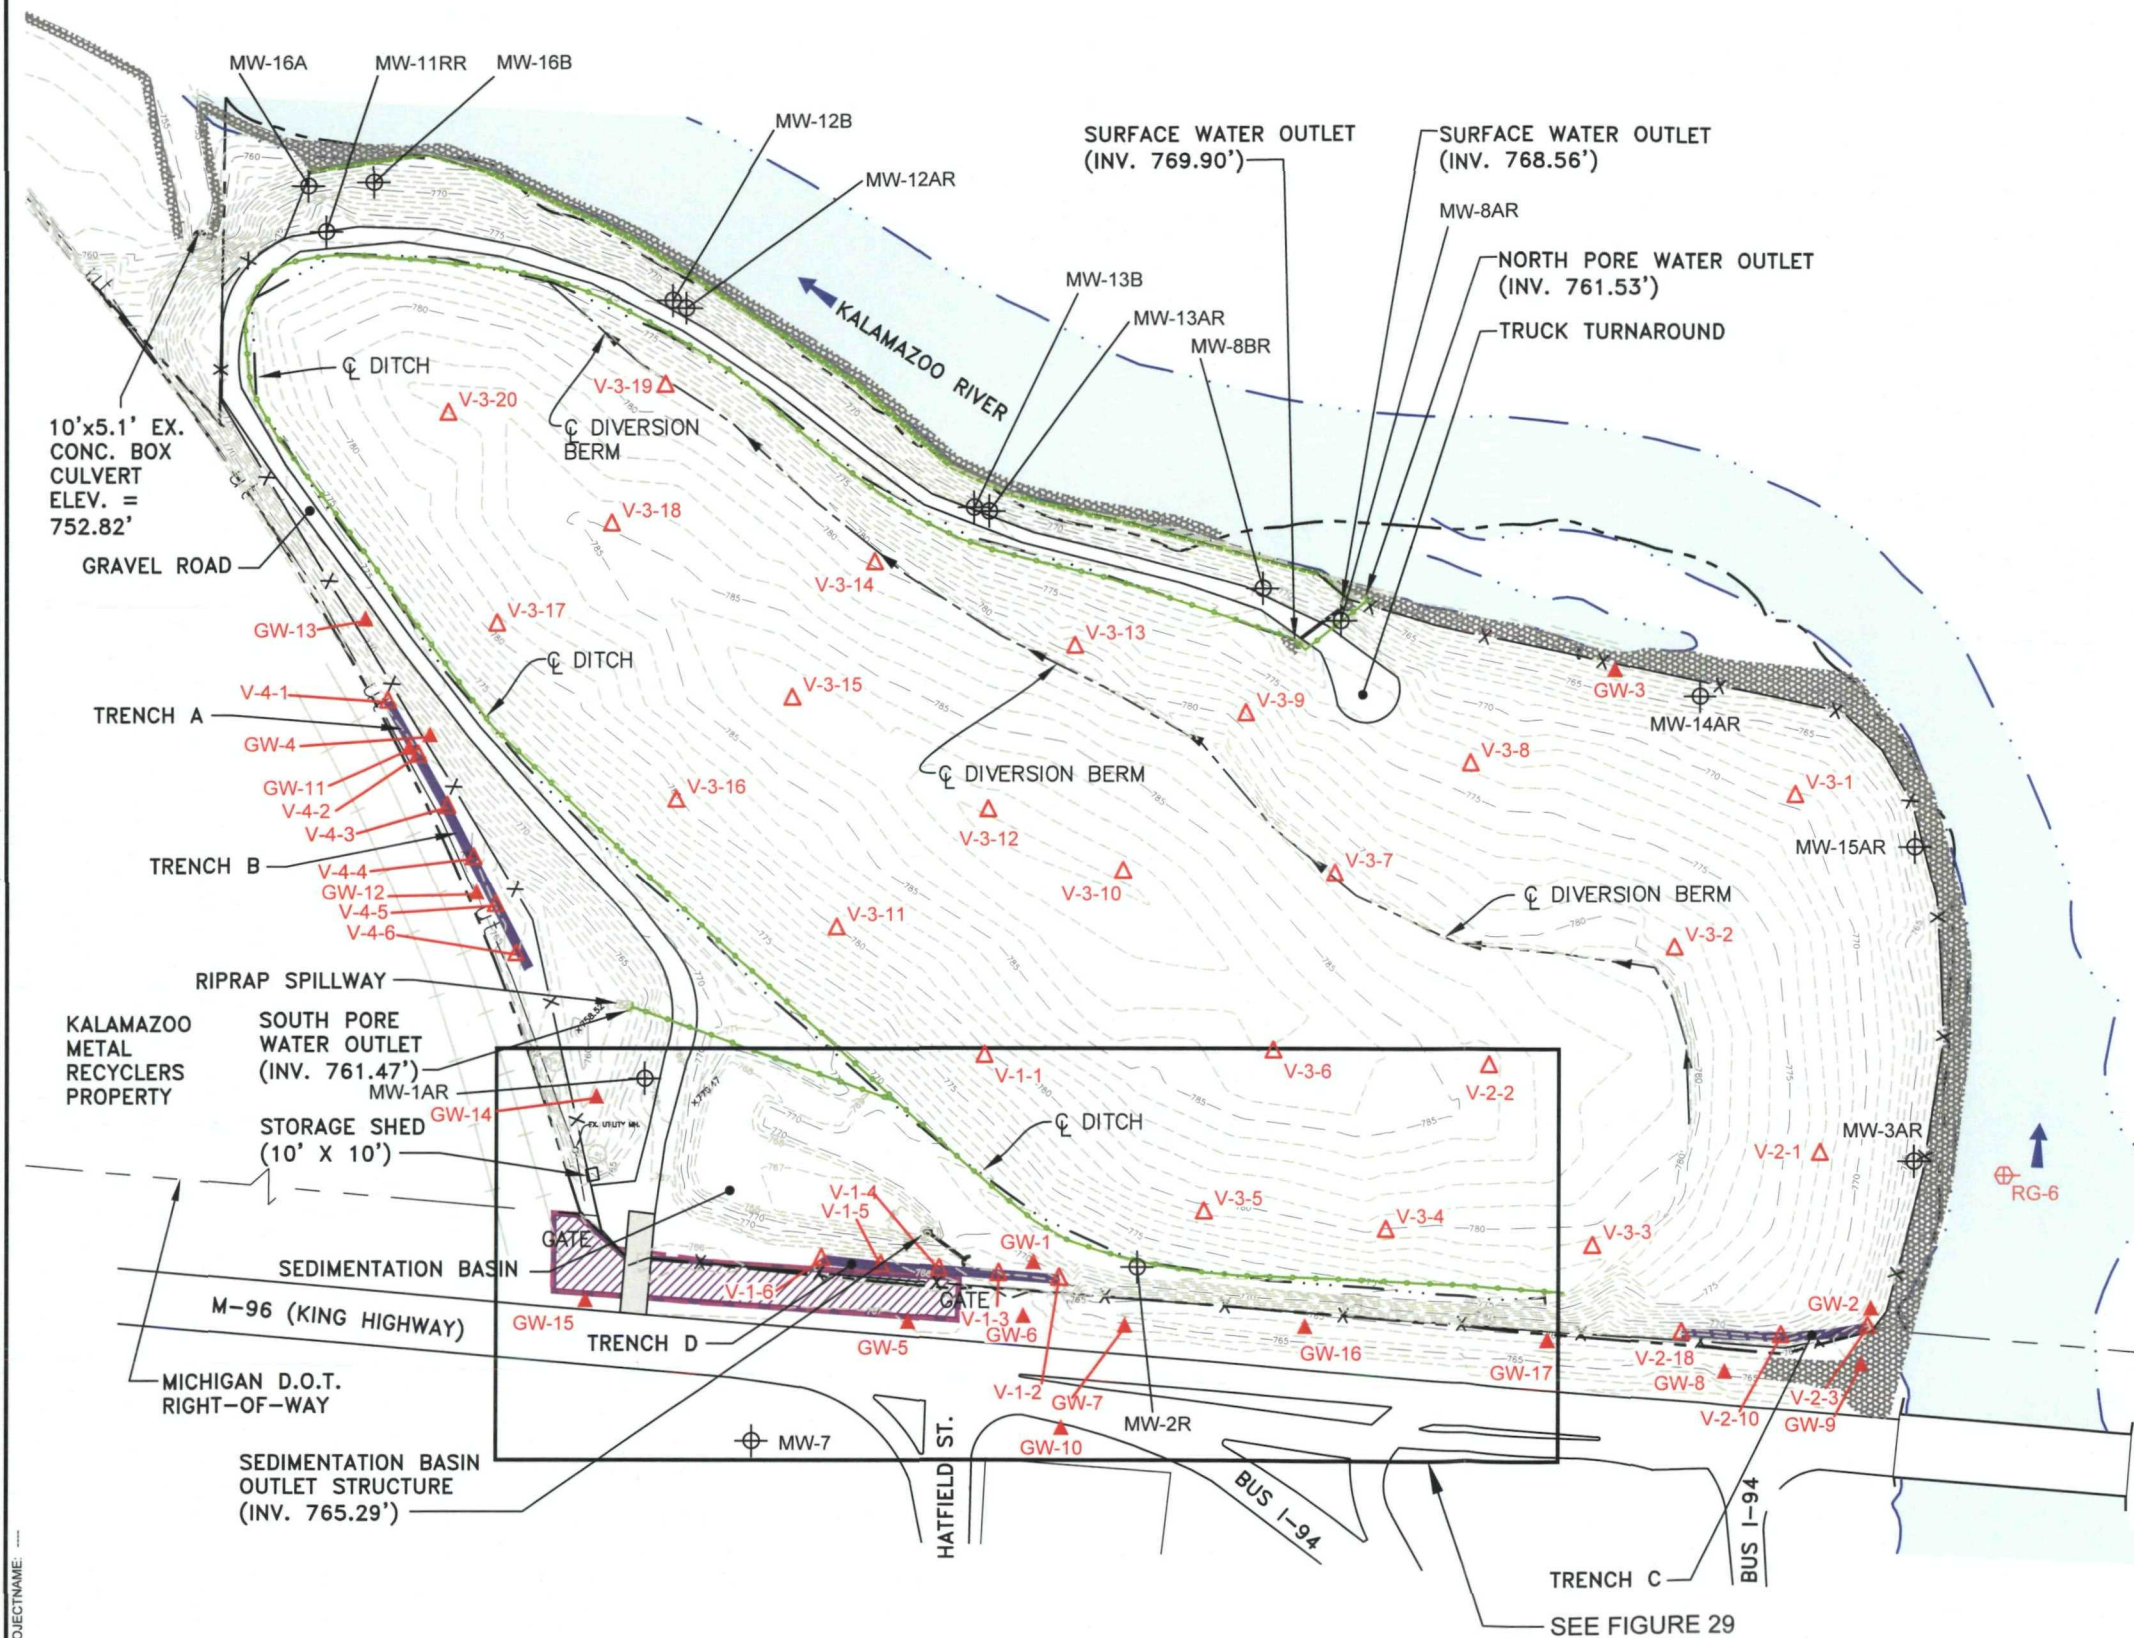 MW-16A
MW-11RR
MW-16B
MW-12B
MW-12AR
SURFACE WATER OUTLET
(INV. 769.90')
SURFACE WATER OUTLET
(INV. 768.56')
MW-8AR
NORTH PORE WATER OUTLET
(INV. 761.53')
TRUCK TURNAROUND
MW-13B
MW-13AR
MW-8BR
KALAMAZOO RIVER
℄ DITCH
V-3-20
V-3-19
℄ DIVERSION
BERM
10'x5.1' EX.
CONC. BOX
CULVERT
ELEV. =
752.82'
GRAVEL ROAD
V-3-18
V-3-14
V-3-17
GW-13
℄ DITCH
V-3-13
V-3-15
V-4-1
TRENCH A
GW-4
GW-11
V-4-2
V-4-3
TRENCH B
V-4-4
GW-12
V-4-5
V-4-6
V-3-16
V-3-9
GW-3
MW-14AR
V-3-8
V-3-1
℄ DIVERSION BERM
V-3-12
V-3-10
V-3-7
MW-15AR
℄ DIVERSION BERM
V-3-11
V-3-2
RIPRAP SPILLWAY
KALAMAZOO
METAL
RECYCLERS
PROPERTY
SOUTH PORE
WATER OUTLET
(INV. 761.47')
MW-1AR
GW-14
V-1-1
V-3-6
V-2-2
STORAGE SHED
(10' X 10')
EX. UTILITY MH.
℄ DITCH
V-2-1
MW-3AR
RG-6
V-1-4
V-1-5
V-3-5
V-3-4
V-3-3
GATE
GW-1
SEDIMENTATION BASIN
V-1-6
GATE
V-1-3
GW-6
GW-2
M-96 (KING HIGHWAY)
GW-15
TRENCH D
GW-5
GW-16
GW-17
V-2-18
GW-8
V-1-2
GW-7
V-2-3
V-2-10
GW-9
MICHIGAN D.O.T.
RIGHT-OF-WAY
MW-2R
MW-7
GW-10
HATFIELD ST.
BUS I-94
BUS I-94
SEDIMENTATION BASIN
OUTLET STRUCTURE
(INV. 765.29')
TRENCH C
SEE FIGURE 29
OJECTNAME: ---